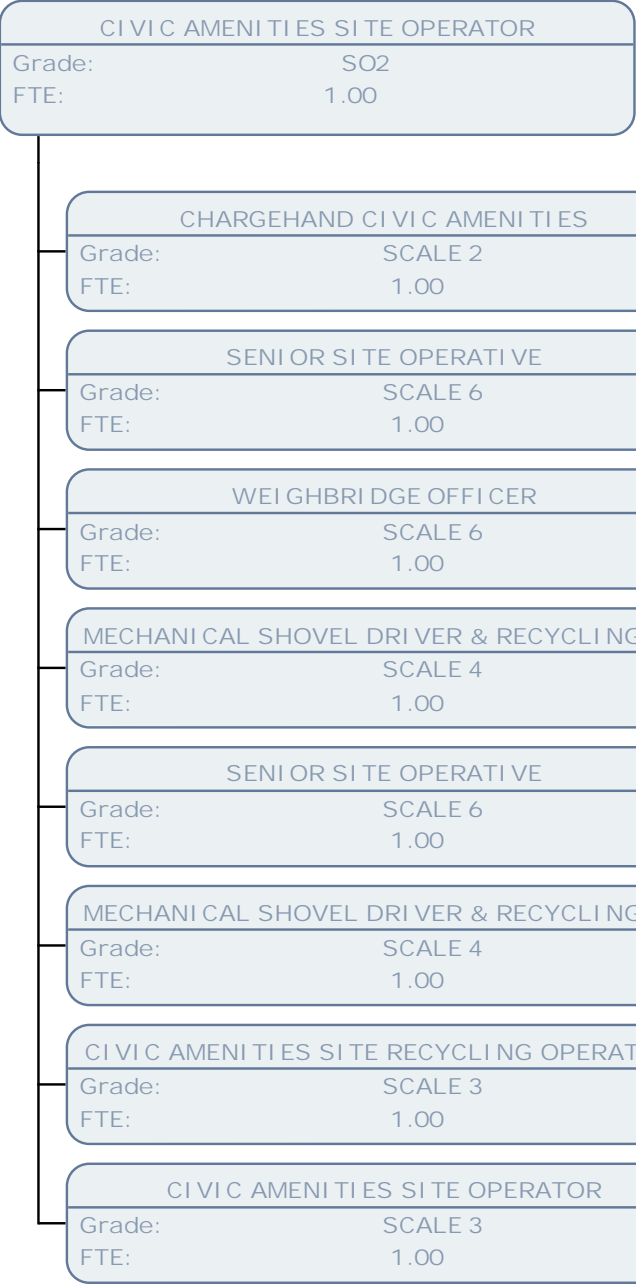 CIVIC AMENITIES SITE OPERATOR
Grade: SO2
FTE: 1.00
CHARGEHAND CIVIC AMENITIES
Grade: SCALE 2
FTE: 1.00
SENIOR SITE OPERATIVE
Grade: SCALE 6
FTE: 1.00
WEIGHBRIDGE OFFICER
Grade: SCALE 6
FTE: 1.00
MECHANICAL SHOVEL DRIVER & RECYCLING
Grade: SCALE 4
FTE: 1.00
SENIOR SITE OPERATIVE
Grade: SCALE 6
FTE: 1.00
MECHANICAL SHOVEL DRIVER & RECYCLING
Grade: SCALE 4
FTE: 1.00
CIVIC AMENITIES SITE RECYCLING OPERAT
Grade: SCALE 3
FTE: 1.00
CIVIC AMENITIES SITE OPERATOR
Grade: SCALE 3
FTE: 1.00